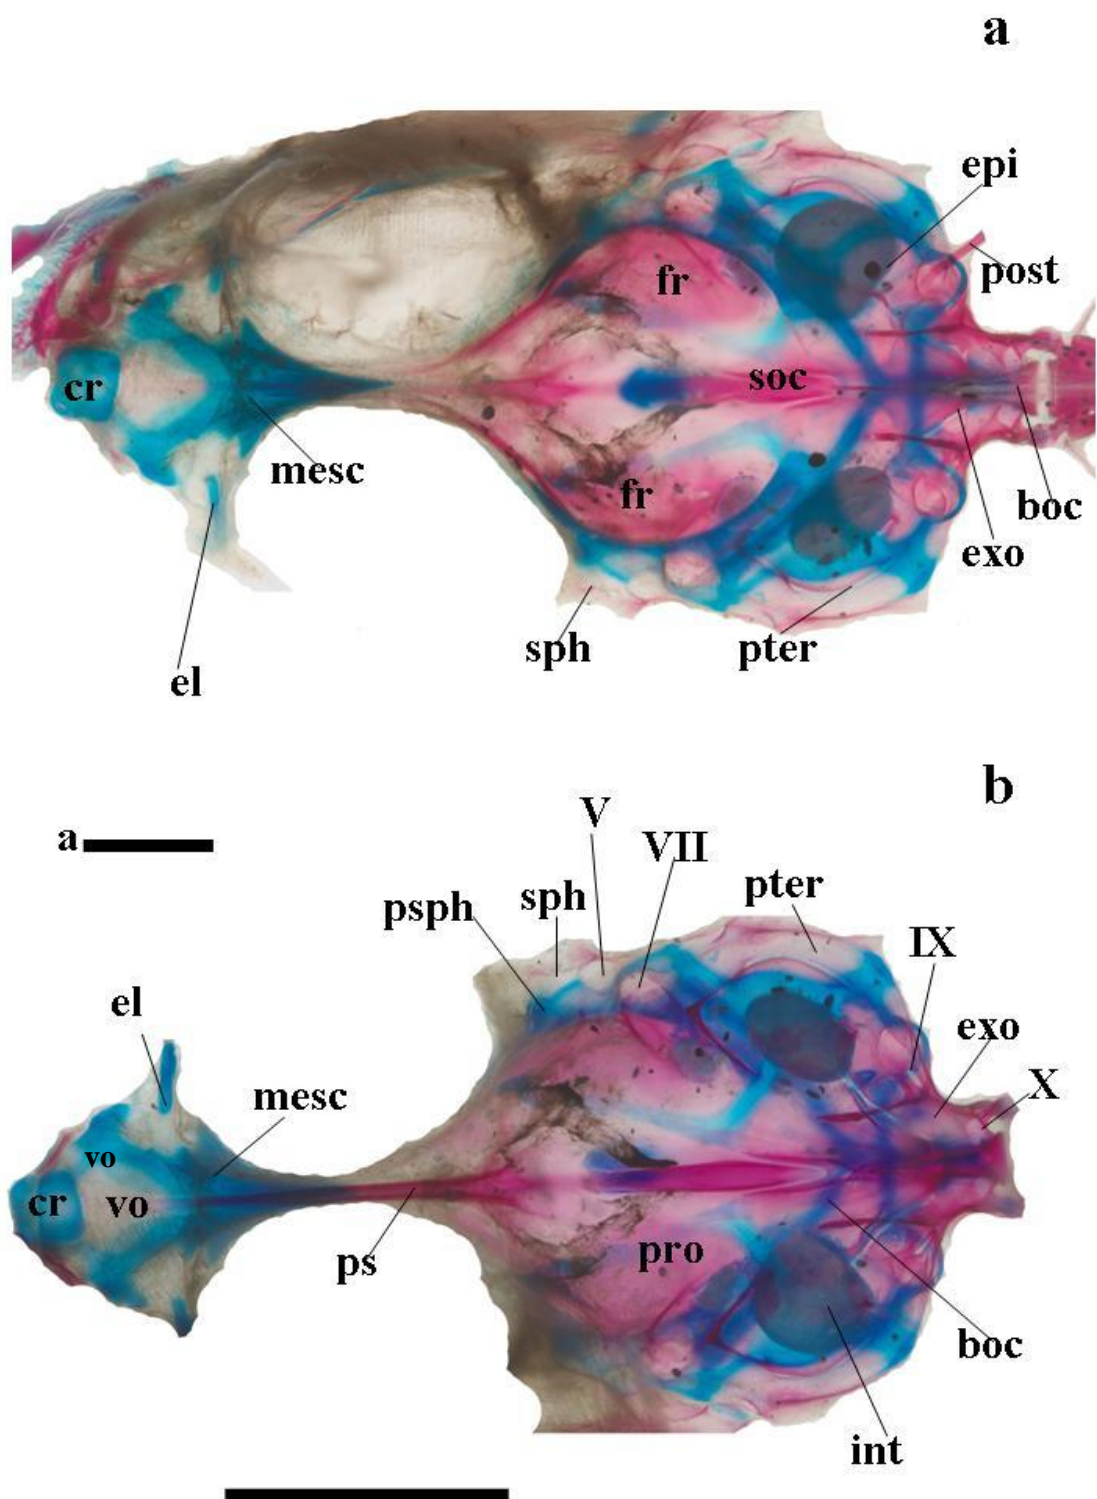 a
epi
fr
post
cr
soc
mesc
fr
boc
exo
sph
pter
el
b
V
a
VII
pter
sph
psph
IX
el
exo
X
mesc
vo
cr
vo
pro
ps
boc
int